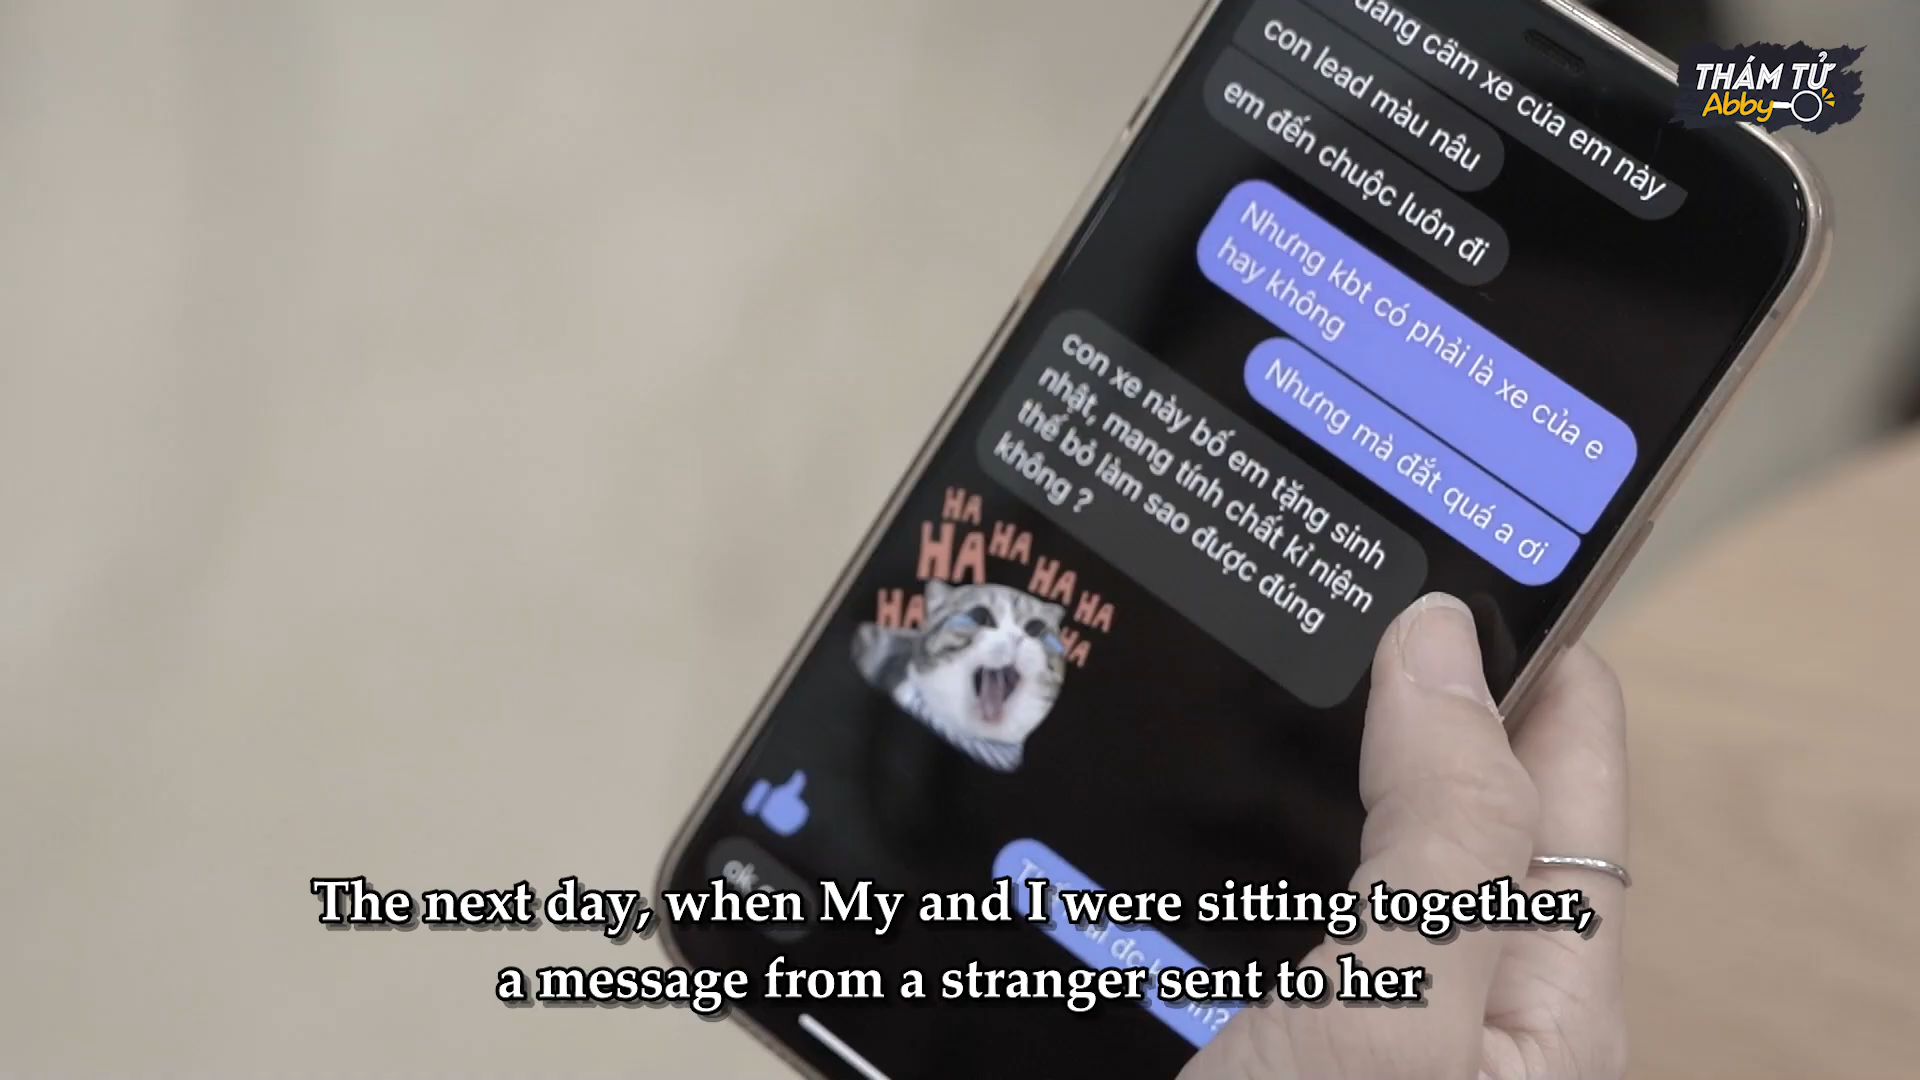 THÁM TỬ
Abby
đang cầm xe của em này
con lead màu nâu
em đến chuộc luôn đi
Nhưng kbt có phải là xe của e
hay không
Nhưng mà đắt quá a ơi
con xe này bố em tặng sinh
nhật, mang tính chất kỉ niệm
thế bỏ làm sao được đúng
không ?
HA
HA HA
HA HA
HA HA
HA
The next day, when My and I were sitting together,
a message from a stranger sent to her